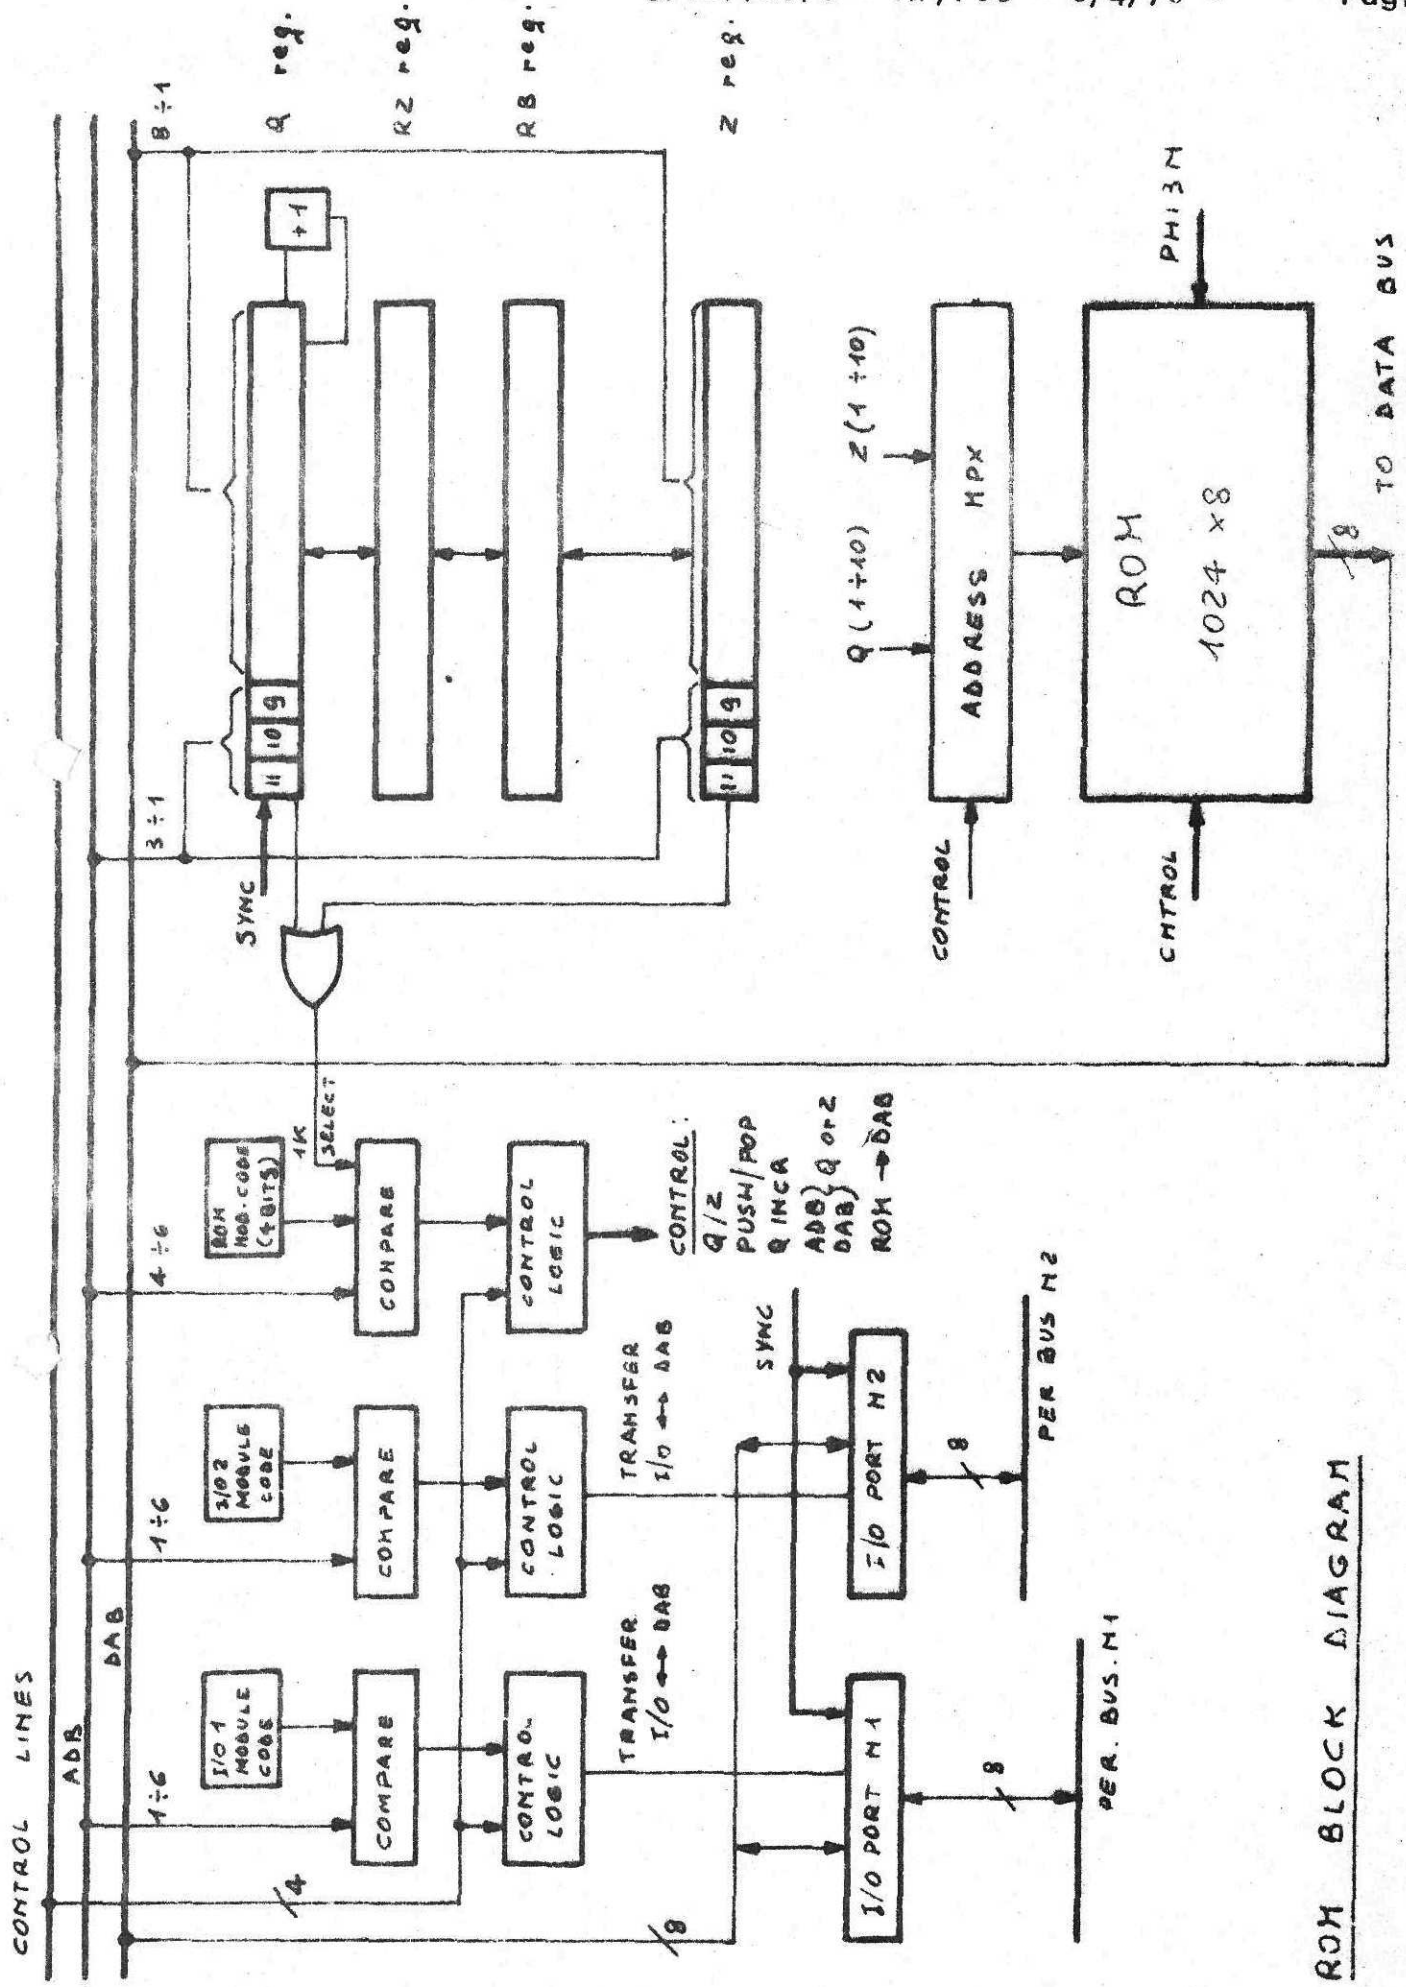 CONTROL LINES
ADB
DAB
1÷6
1÷6
4÷6
3÷1
8÷1
I/O 1
MODULE
CODE
I/O 2
MODULE
CODE
ROM
MOD. CODE
(4 BITS)
1K
SELECT
SYNC
11 10 9
+1
Q reg.
COMPARE
COMPARE
COMPARE
RZ reg.
4
CONTROL
LOGIC
CONTROL
LOGIC
CONTROL
LOGIC
RB reg.
TRANSFER
I/O ↔ DAB
TRANSFER
I/O ↔ DAB
CONTROL:
Q/Z
PUSH/POP
Q INCR
ADB} Q or Z
DAB}
ROM → DAB
8
11 10 9
Z reg.
SYNC
I/O PORT M1
I/O PORT M2
8
8
PER. BUS. M1
PER BUS M2
Q (1÷10)
Z (1÷10)
CONTROL
ADDRESS MPX
CNTROL
ROM
1024 x 8
PHI3M
8
TO DATA BUS
ROM BLOCK DIAGRAM